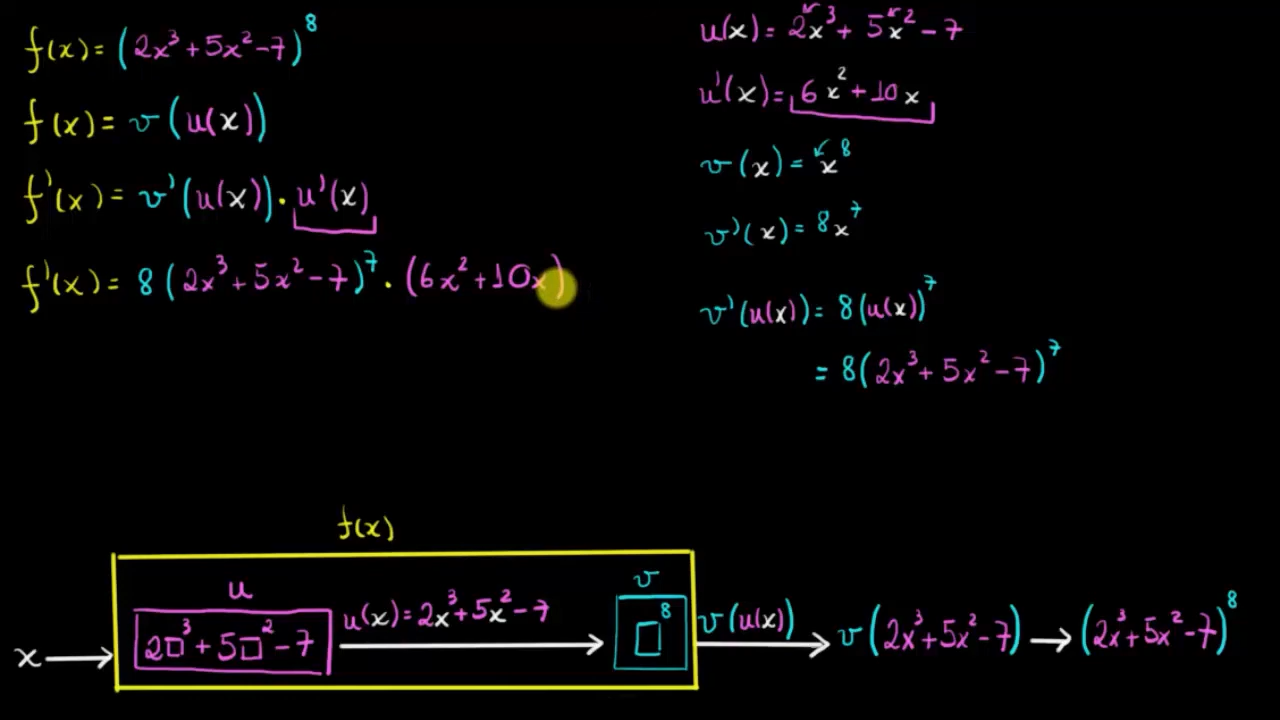 f(x) = (2x³ + 5x² - 7)⁸
f(x) = v(u(x))
f'(x) = v'(u(x)) · u'(x)
f'(x) = 8(2x³ + 5x² - 7)⁷ · (6x² + 10x)
u(x) = 2x³ + 5x² - 7
u'(x) = 6x² + 10x
v(x) = x⁸
v'(x) = 8x⁷
v'(u(x)) = 8(u(x))⁷
= 8(2x³ + 5x² - 7)⁷
f(x)
u
v
x → 2□³ + 5□² - 7 u(x) = 2x³ + 5x² - 7 → □⁸ v(u(x)) → v(2x³ + 5x² - 7) → (2x³ + 5x² - 7)⁸